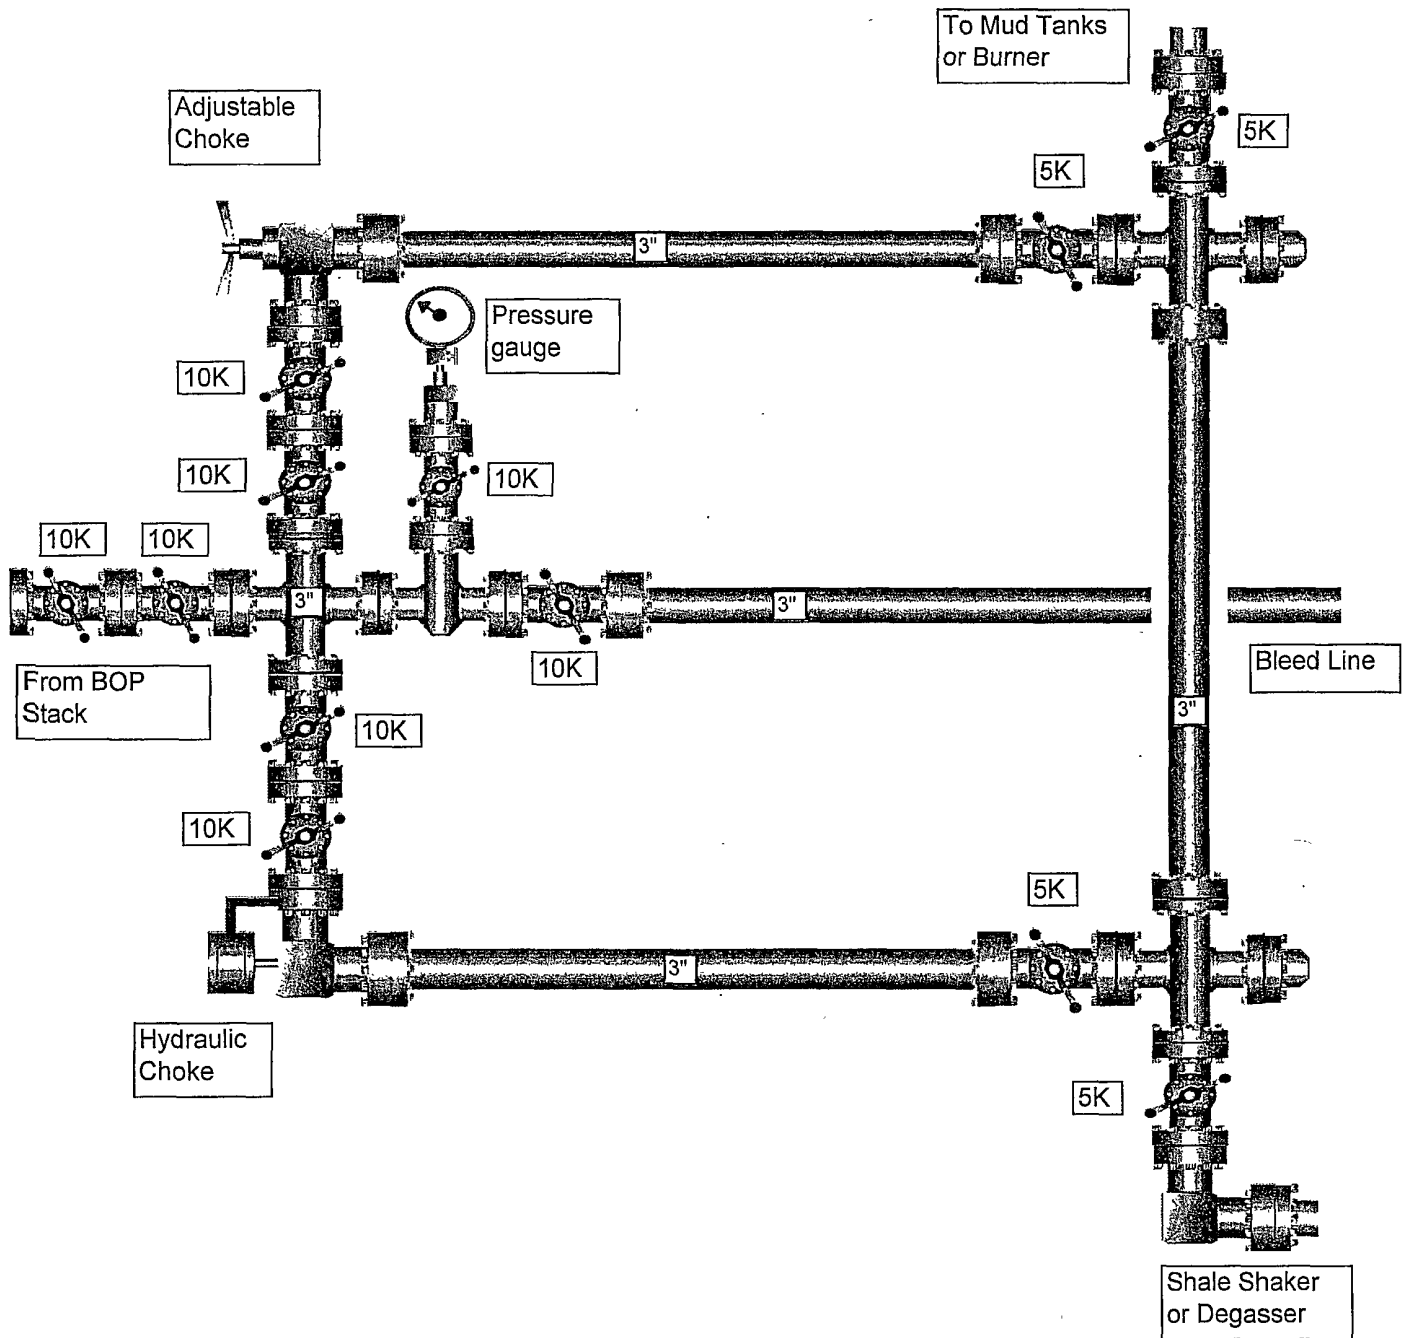 To Mud Tanks
or Burner
Adjustable
Choke
5K
5K
3"
Pressure
gauge
10K
10K
10K
10K
10K
3"
3"
10K
From BOP
Stack
Bleed Line
3"
10K
10K
5K
3"
Hydraulic
Choke
5K
Shale Shaker
or Degasser